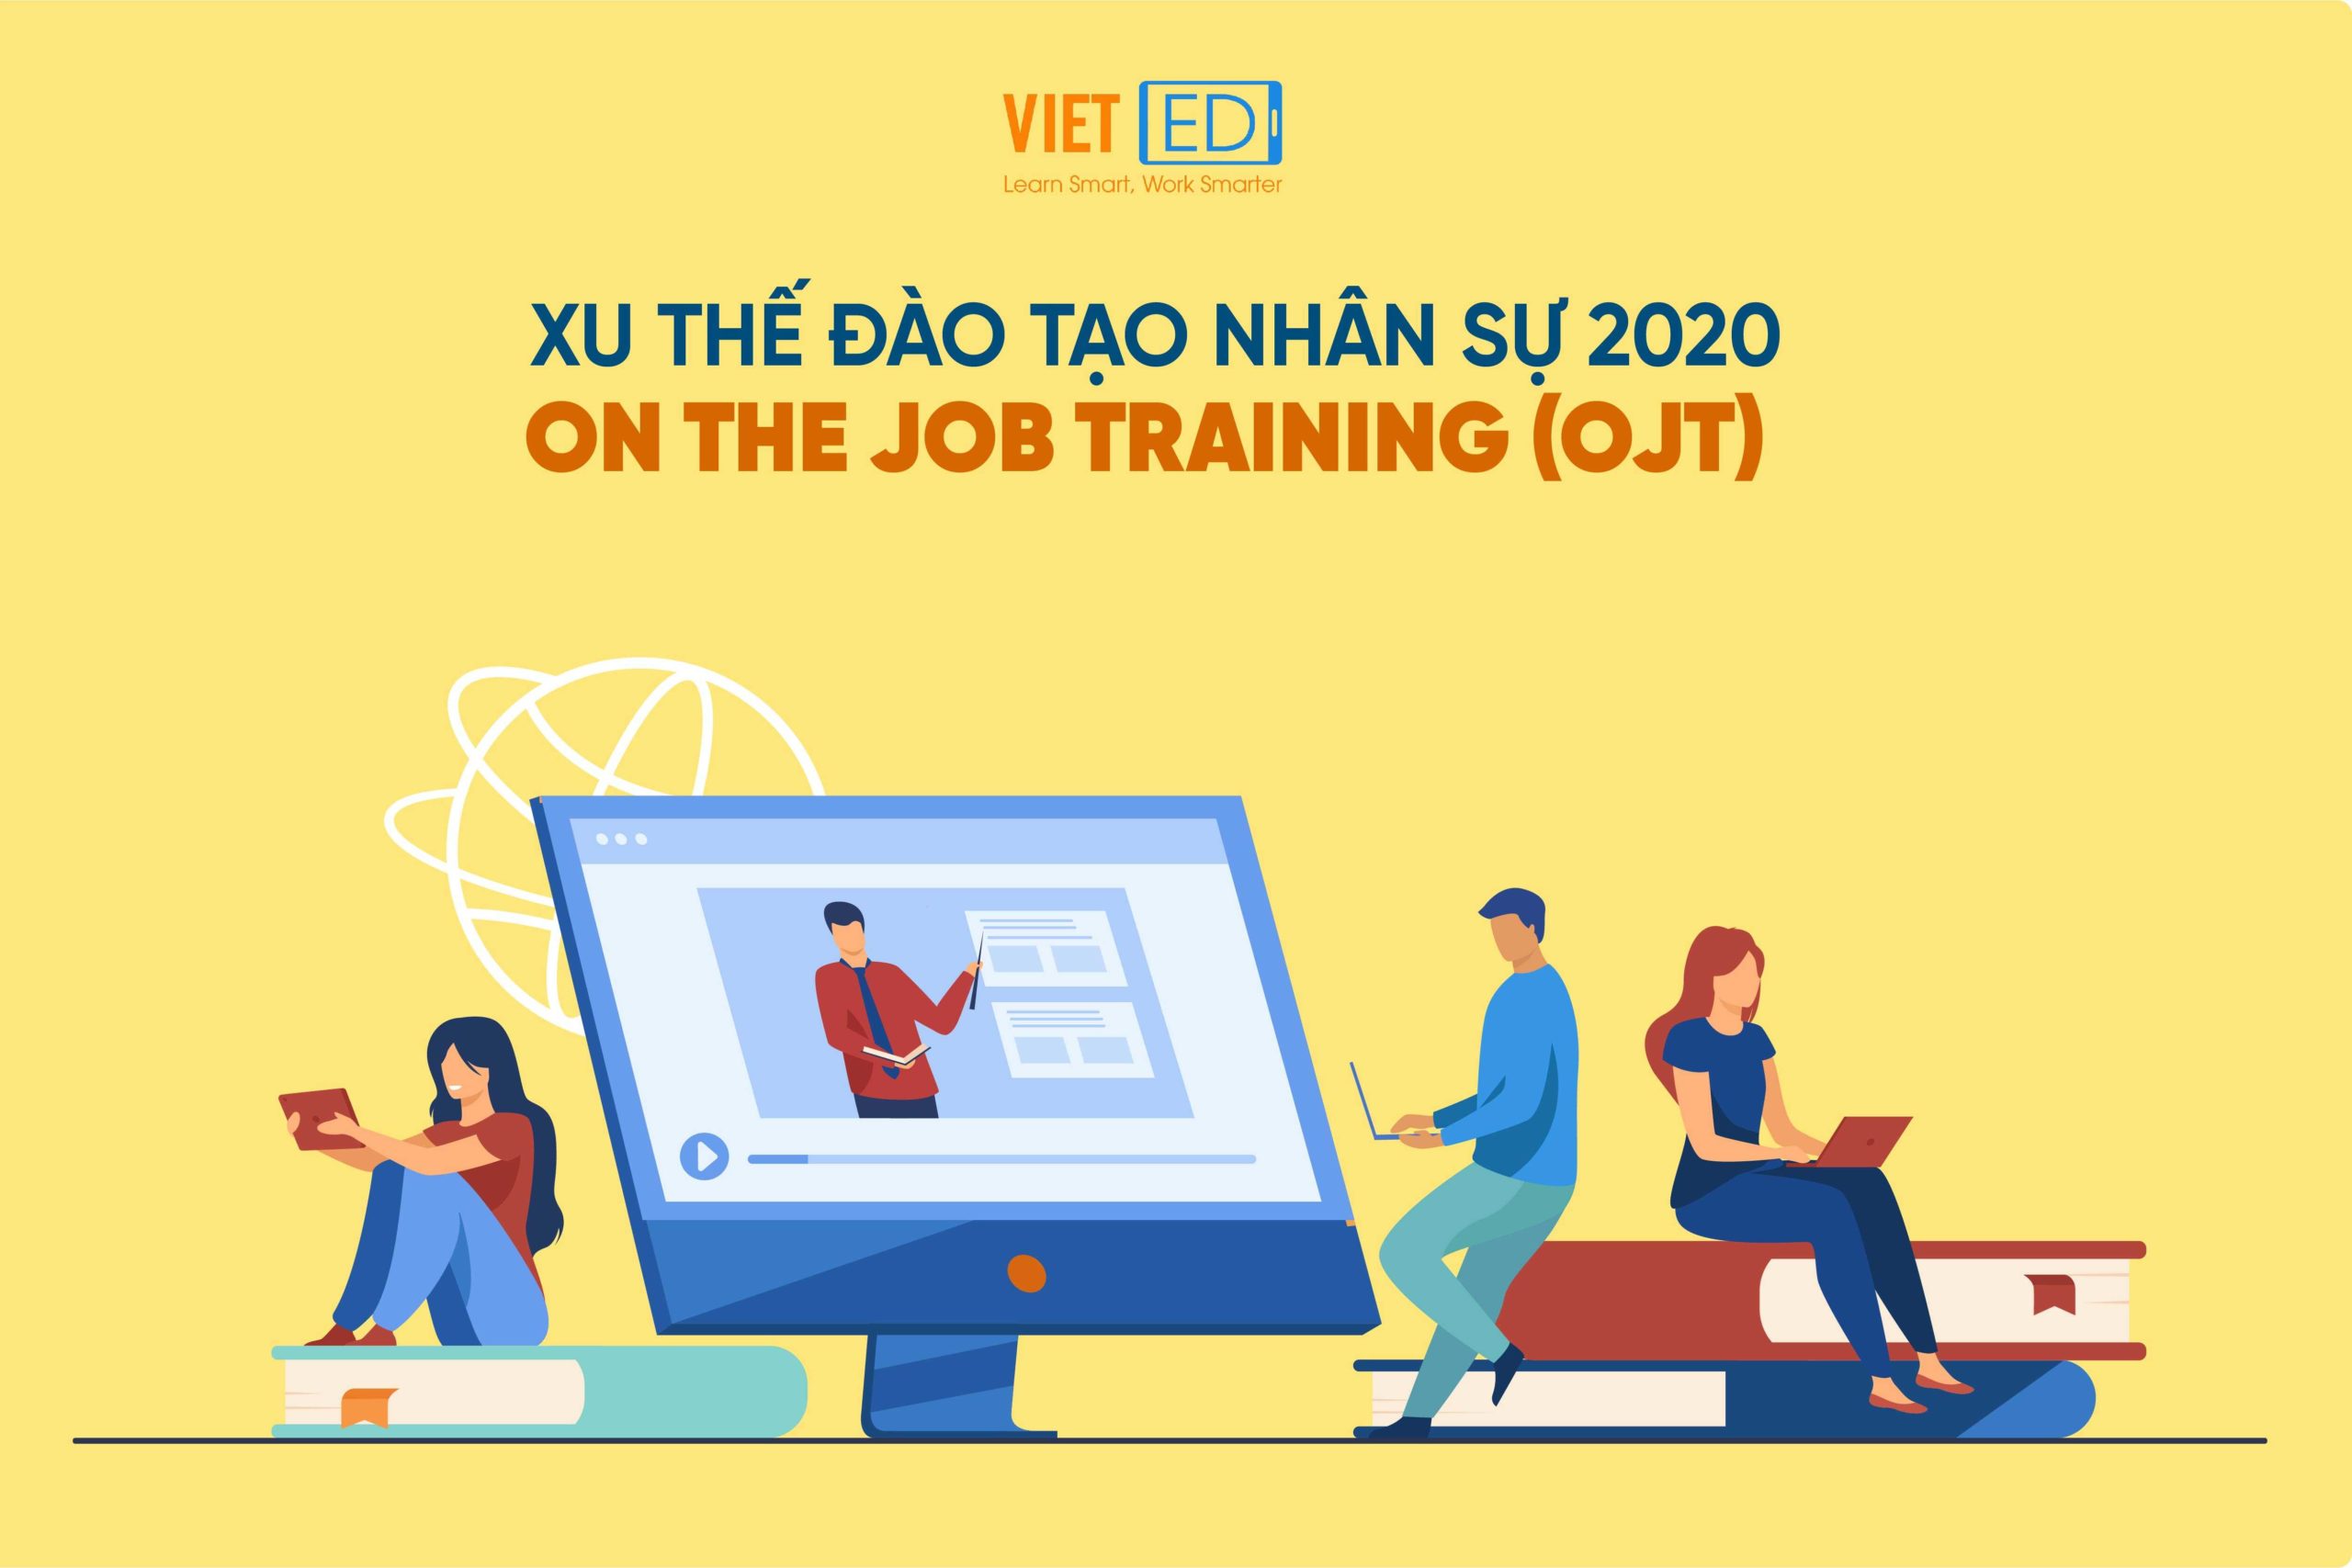 VIET ED
Learn Smart, Work Smarter
XU THẾ ĐÀO TẠO NHÂN SỰ 2020
ON THE JOB TRAINING (OJT)